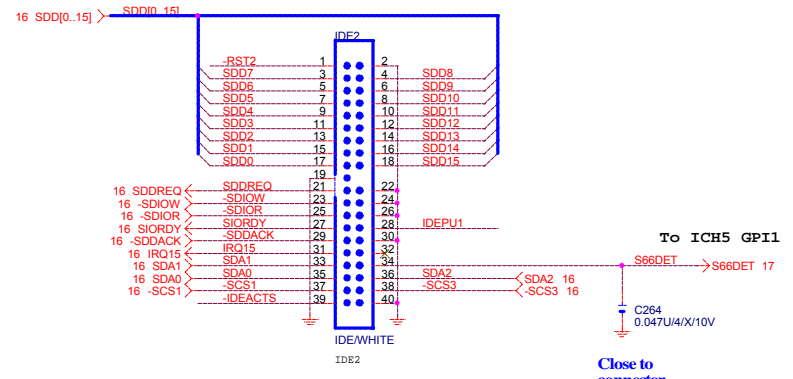 16 SDD[0..15] SDD[0..15]
IDE2
-RST2 1 2
SDD7 3 4 SDD8
SDD6 5 6 SDD9
SDD5 7 8 SDD10
SDD4 9 10 SDD11
SDD3 11 12 SDD12
SDD2 13 14 SDD13
SDD1 15 16 SDD14
SDD0 17 18 SDD15
19
16 SDDREQ SDDREQ 21 22
16 -SDIOW -SDIOW 23 24
16 -SDIOR -SDIOR 25 26
16 SIORDY SIORDY 27 28 IDEPU1
16 -SDDACK -SDDACK 29 30
16 IRQ15 IRQ15 31 32
16 SDA1 SDA1 33 34
16 SDA0 SDA0 35 36 SDA2 SDA2 16
16 -SCS1 -SCS1 37 38 -SCS3 -SCS3 16
-IDEACTS 39 40
IDE/WHITE
IDE2
To ICH5 GPI1
S66DET S66DET 17
C264
0.047U/4/X/10V
Close to
connector